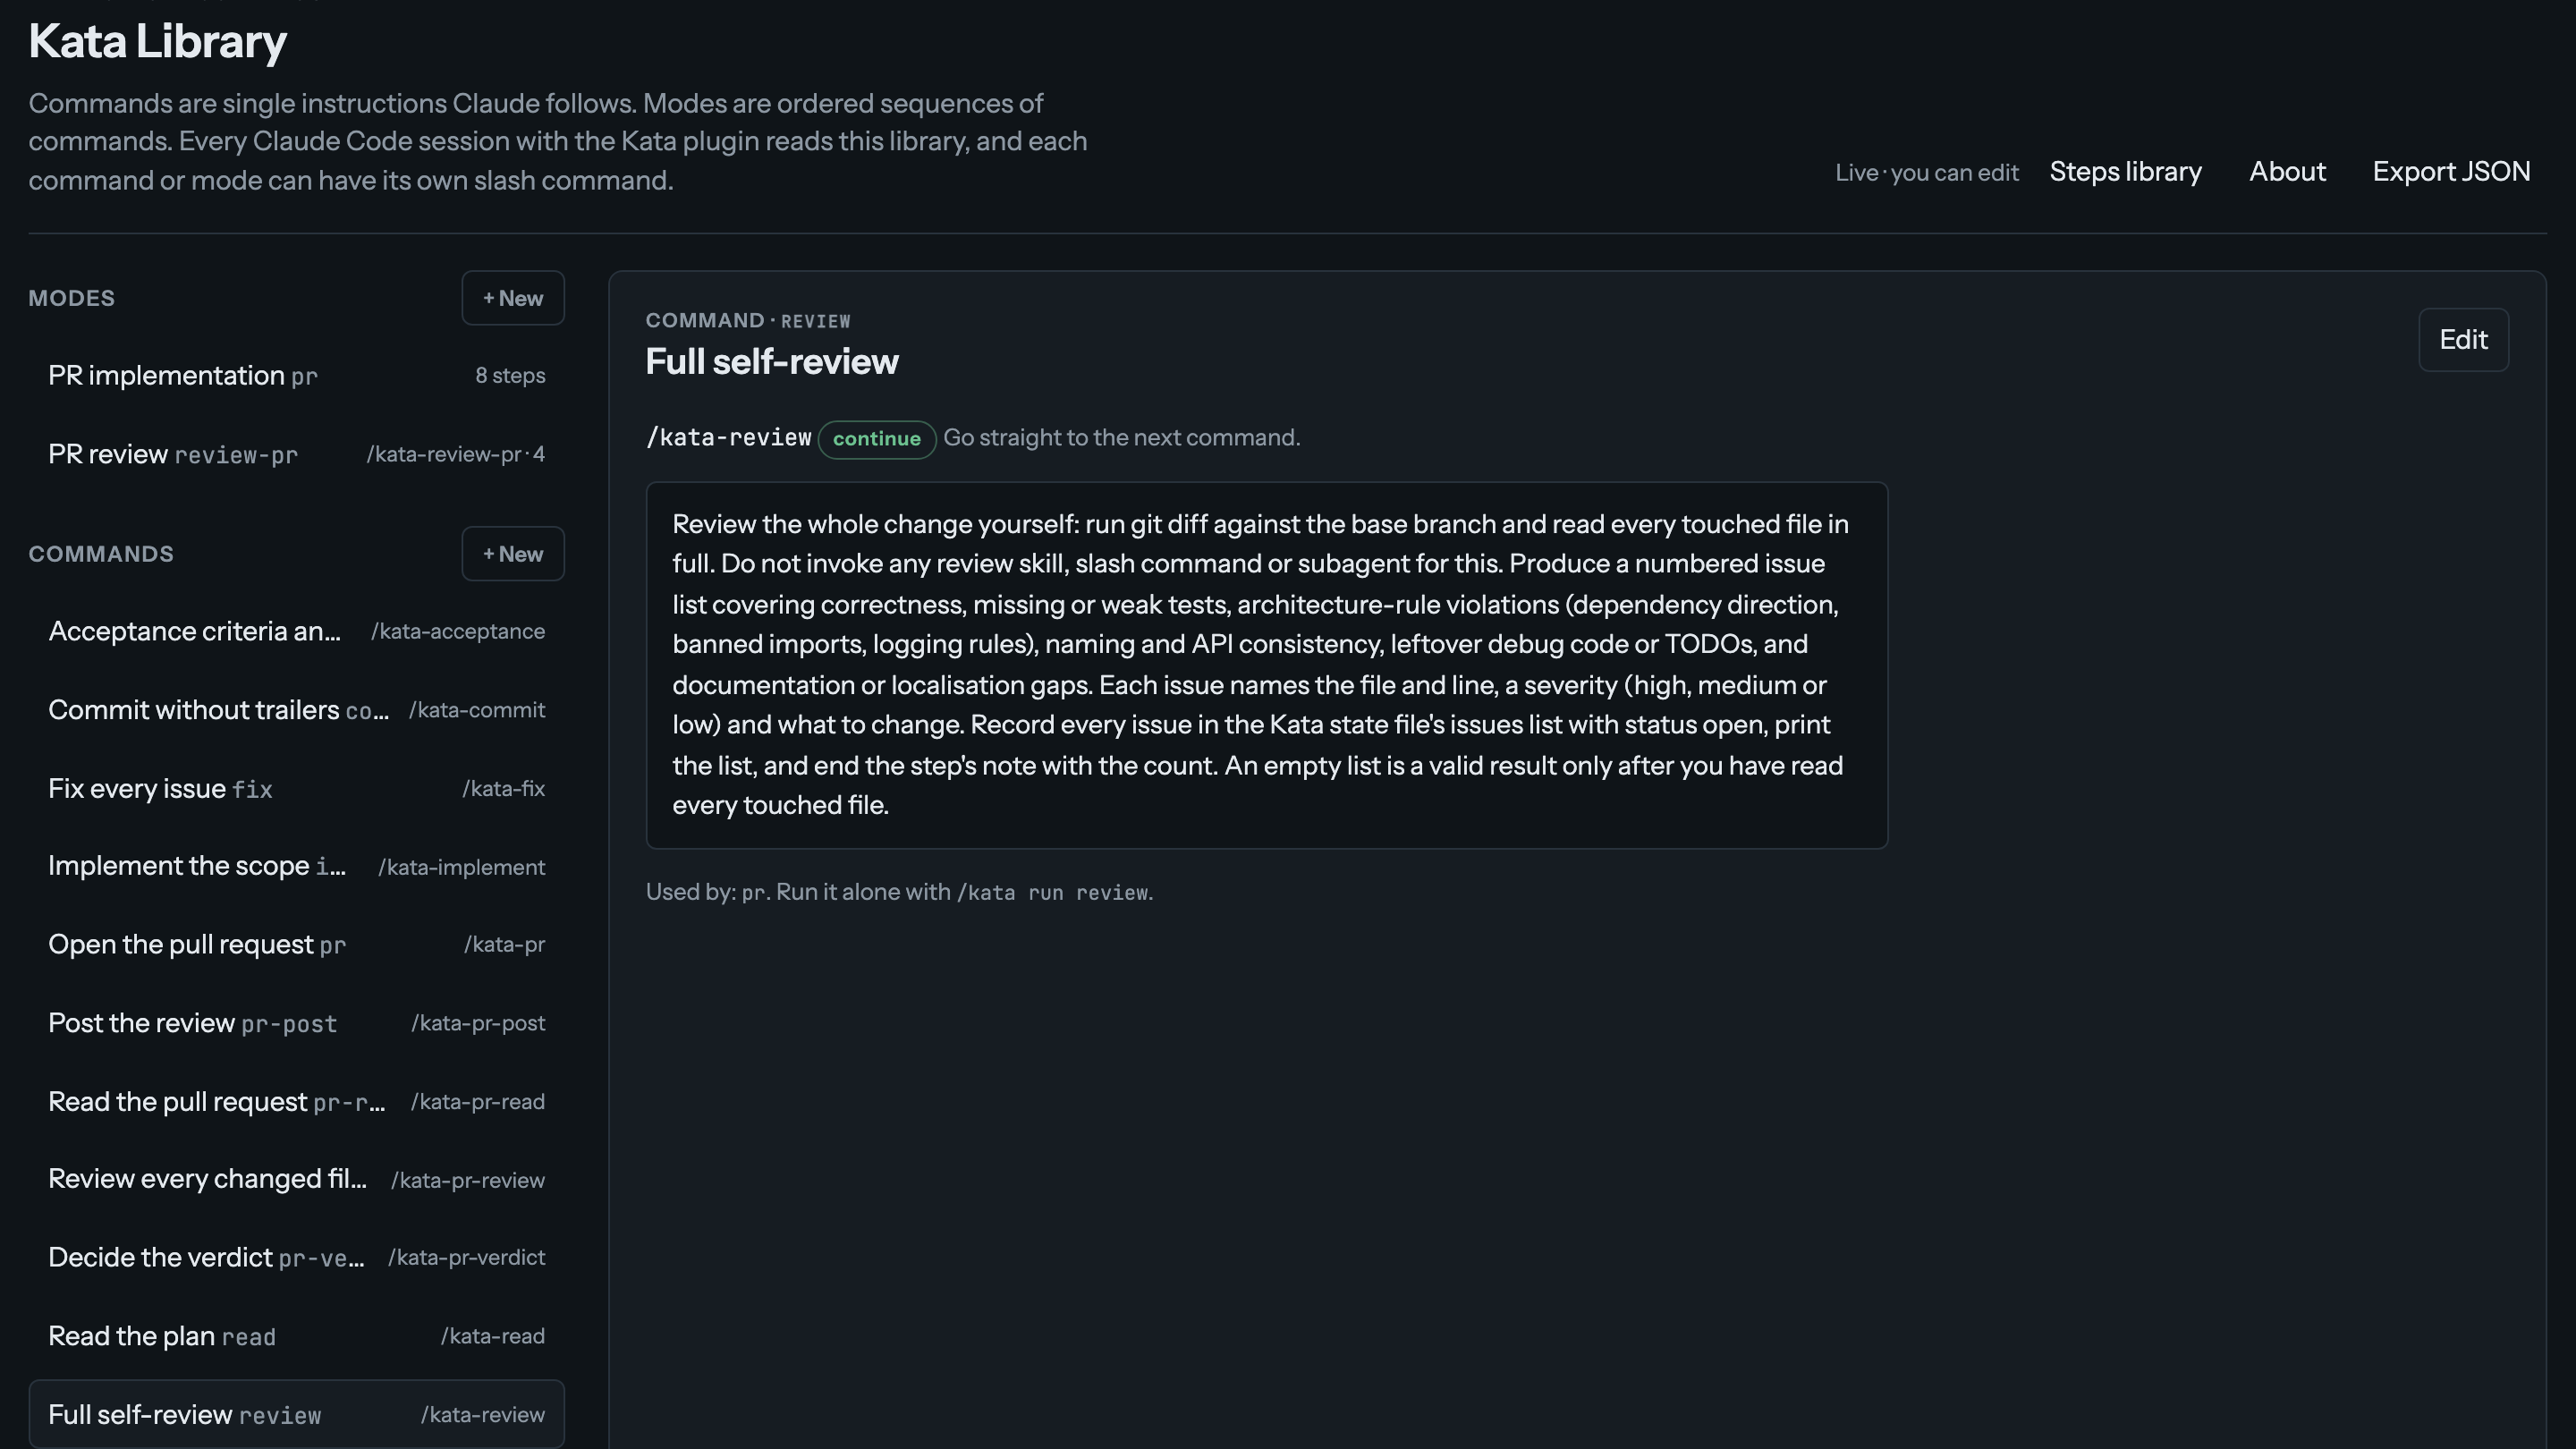 Kata Library
Commands are single instructions Claude follows. Modes are ordered sequences of
commands. Every Claude Code session with the Kata plugin reads this library, and each
command or mode can have its own slash command.
Live · you can edit Steps library About Export JSON
MODES + New
PR implementation pr 8 steps
PR review review-pr /kata-review-pr · 4
COMMANDS + New
Acceptance criteria an... /kata-acceptance
Commit without trailers co... /kata-commit
Fix every issue fix /kata-fix
Implement the scope i... /kata-implement
Open the pull request pr /kata-pr
Post the review pr-post /kata-pr-post
Read the pull request pr-r... /kata-pr-read
Review every changed fil... /kata-pr-review
Decide the verdict pr-ve... /kata-pr-verdict
Read the plan read /kata-read
Full self-review review /kata-review
COMMAND · REVIEW
Full self-review
Edit
/kata-review continue Go straight to the next command.
Review the whole change yourself: run git diff against the base branch and read every touched file in
full. Do not invoke any review skill, slash command or subagent for this. Produce a numbered issue
list covering correctness, missing or weak tests, architecture-rule violations (dependency direction,
banned imports, logging rules), naming and API consistency, leftover debug code or TODOs, and
documentation or localisation gaps. Each issue names the file and line, a severity (high, medium or
low) and what to change. Record every issue in the Kata state file's issues list with status open, print
the list, and end the step's note with the count. An empty list is a valid result only after you have read
every touched file.
Used by: pr. Run it alone with /kata run review.